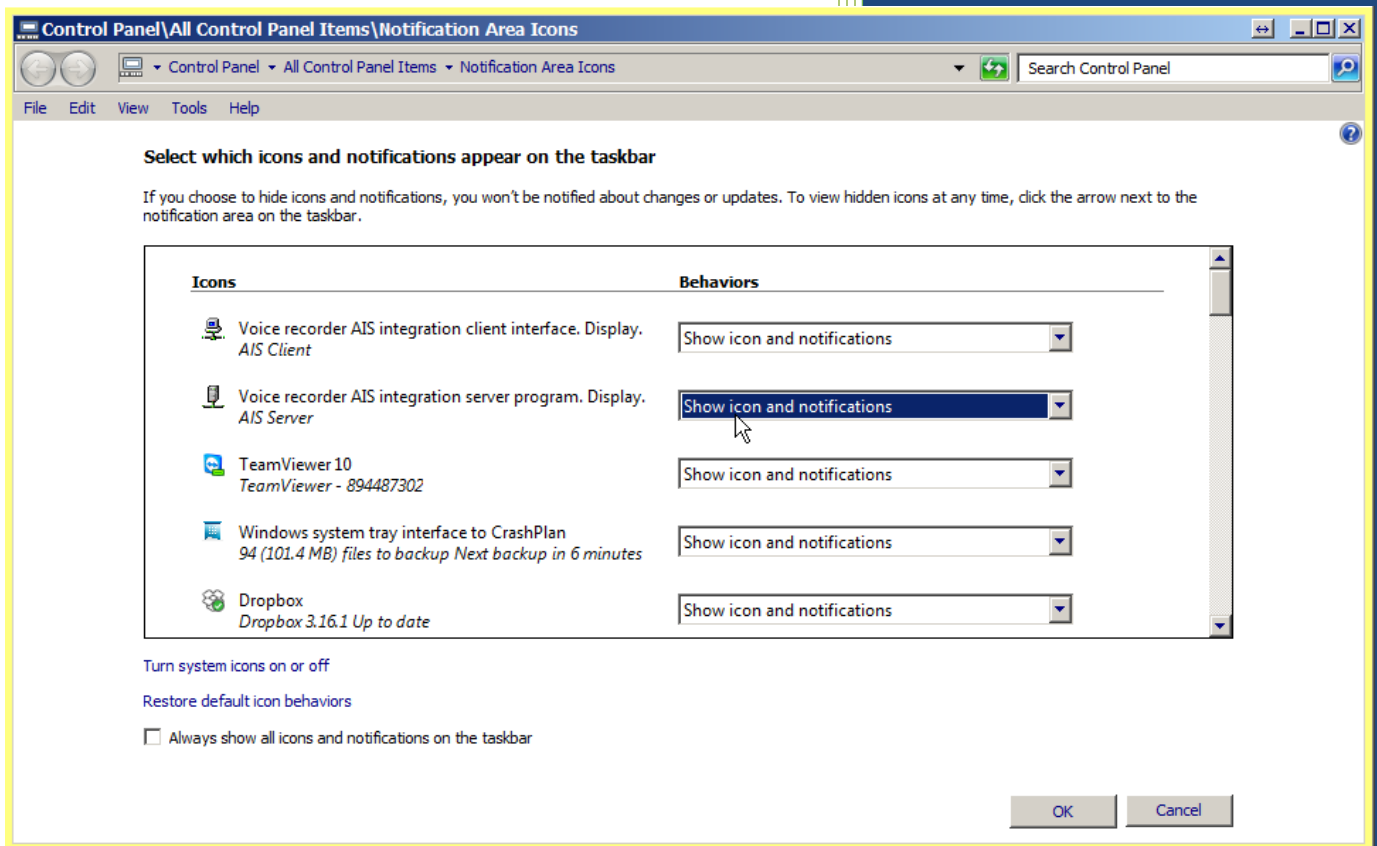 Control Panel\All Control Panel Items\Notification Area Icons
Control Panel All Control Panel Items Notification Area Icons Search Control Panel
File Edit View Tools Help
Select which icons and notifications appear on the taskbar
If you choose to hide icons and notifications, you won't be notified about changes or updates. To view hidden icons at any time, click the arrow next to the
notification area on the taskbar.
Icons Behaviors
Voice recorder AIS integration client interface. Display.
AIS Client
Show icon and notifications
Voice recorder AIS integration server program. Display.
AIS Server
Show icon and notifications
TeamViewer 10
TeamViewer - 894487302
Show icon and notifications
Windows system tray interface to CrashPlan
94 (101.4 MB) files to backup Next backup in 6 minutes
Show icon and notifications
Dropbox
Dropbox 3.16.1 Up to date
Show icon and notifications
Turn system icons on or off
Restore default icon behaviors
Always show all icons and notifications on the taskbar
OK Cancel